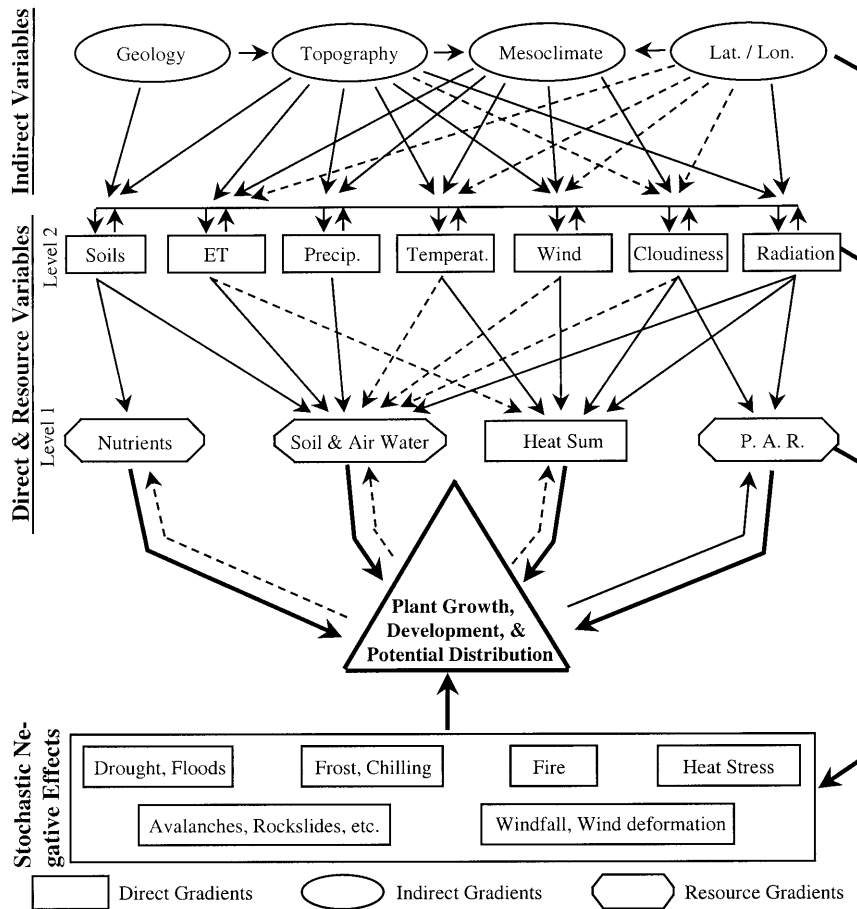 Indirect Variables
Geology
Topography
Mesoclimate
Lat. / Lon.
Direct & Resource Variables
Level 2
Soils
ET
Precip.
Temperat.
Wind
Cloudiness
Radiation
Level 1
Nutrients
Soil & Air Water
Heat Sum
P. A. R.
Plant Growth,
Development, &
Potential Distribution
Stochastic Ne-
gative Effects
Drought, Floods
Frost, Chilling
Fire
Heat Stress
Avalanches, Rockslides, etc.
Windfall, Wind deformation
Direct Gradients
Indirect Gradients
Resource Gradients